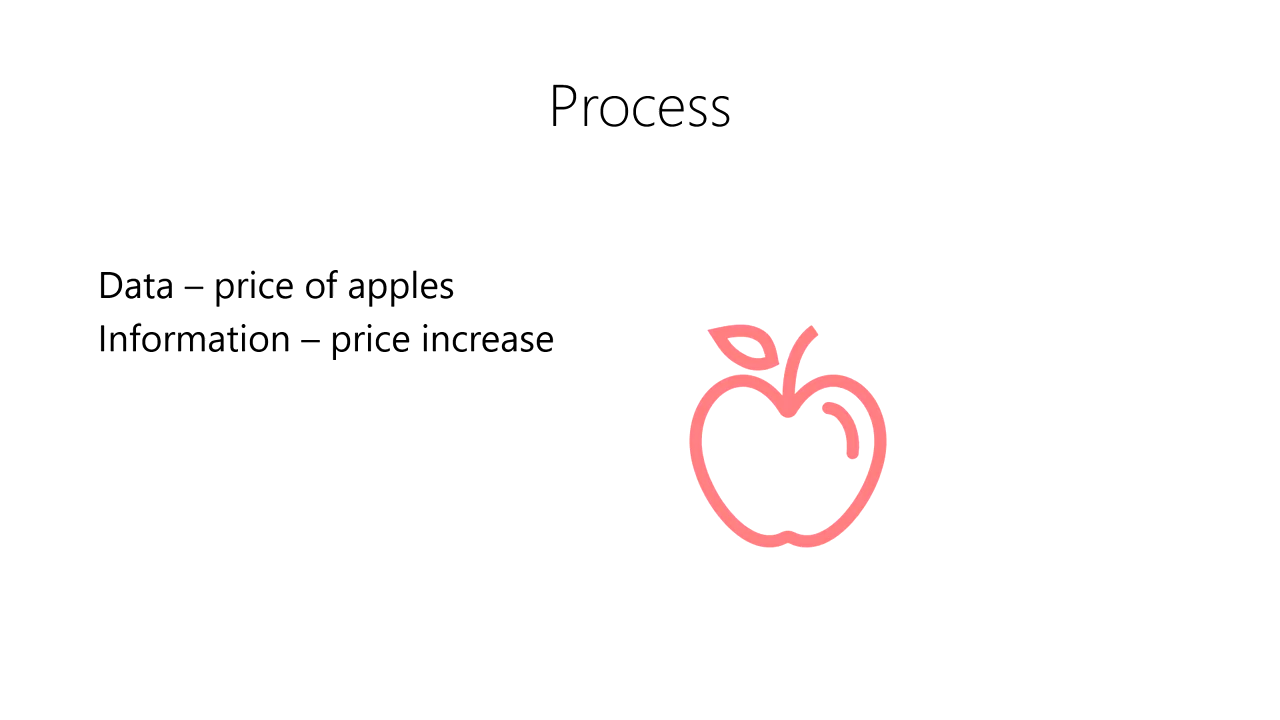 Process
Data – price of apples
Information – price increase